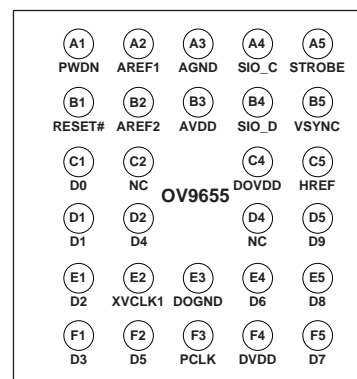 A1 A2 A3 A4 A5
PWDN AREF1 AGND SIO_C STROBE
B1 B2 B3 B4 B5
RESET# AREF2 AVDD SIO_D VSYNC
C1 C2 C4 C5
D0 NC DOVDD HREF
OV9655
D1 D2 D4 D5
D1 D4 NC D9
E1 E2 E3 E4 E5
D2 XVCLK1 DOGND D6 D8
F1 F2 F3 F4 F5
D3 D5 PCLK DVDD D7